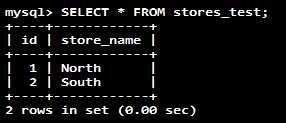 mysql> SELECT * FROM stores_test;
+----+------------+
| id | store_name |
+----+------------+
|  1 | North      |
|  2 | South      |
+----+------------+
2 rows in set (0.00 sec)